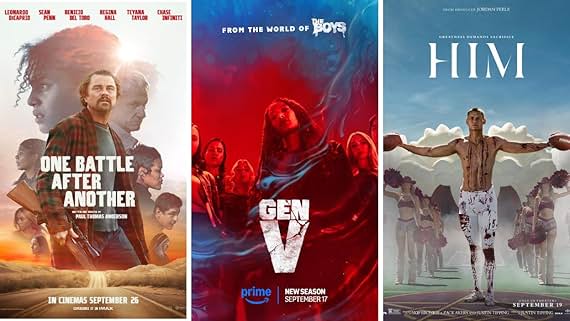 LEONARDO DICAPRIO
SEAN PENN
BENICIO DEL TORO
REGINA HALL
TEYANA TAYLOR
CHASE INFINITI
ONE BATTLE
AFTER
ANOTHER
PAUL THOMAS ANDERSON
IN CINEMAS SEPTEMBER 26
FROM THE WORLD OF THE BOYS
GEN
V
prime
NEW SEASON
SEPTEMBER 17
FROM PRODUCER JORDAN PEELE
GREATNESS DEMANDS SACRIFICE
HIM
SEPTEMBER 19